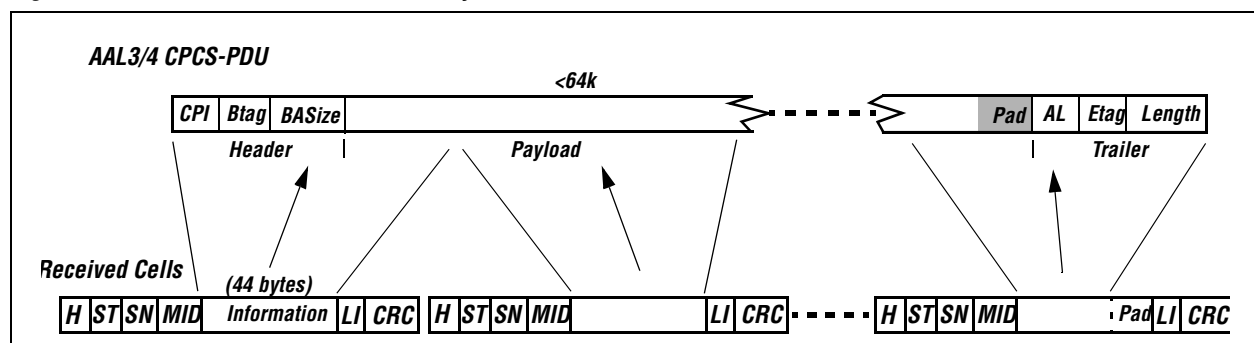 AAL3/4 CPCS-PDU
<64k
CPI Btag BASize Pad AL Etag Length
Header Payload Trailer
Received Cells
(44 bytes)
H ST SN MID Information LI CRC H ST SN MID LI CRC H ST SN MID Pad LI CRC